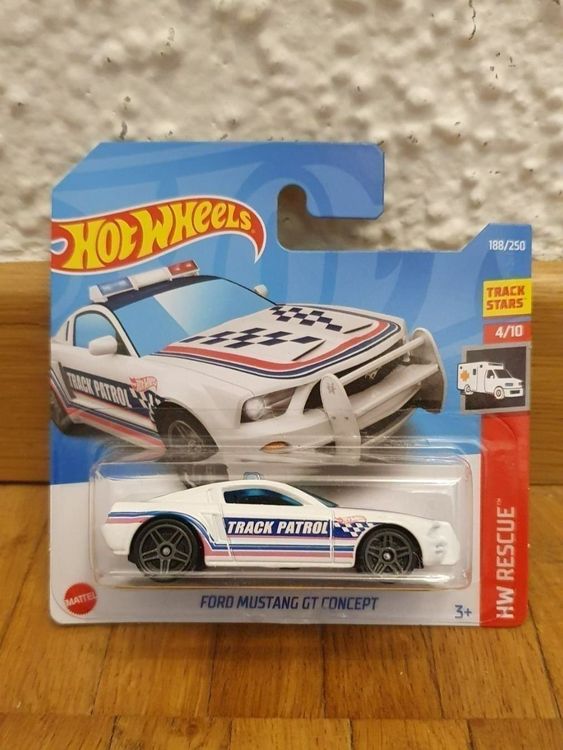 HOT WHEELS
188/250
TRACK
STARS
4/10
TRACK PATROL
TRACK PATROL
HW RESCUE™
MATTEL
FORD MUSTANG GT CONCEPT
3+